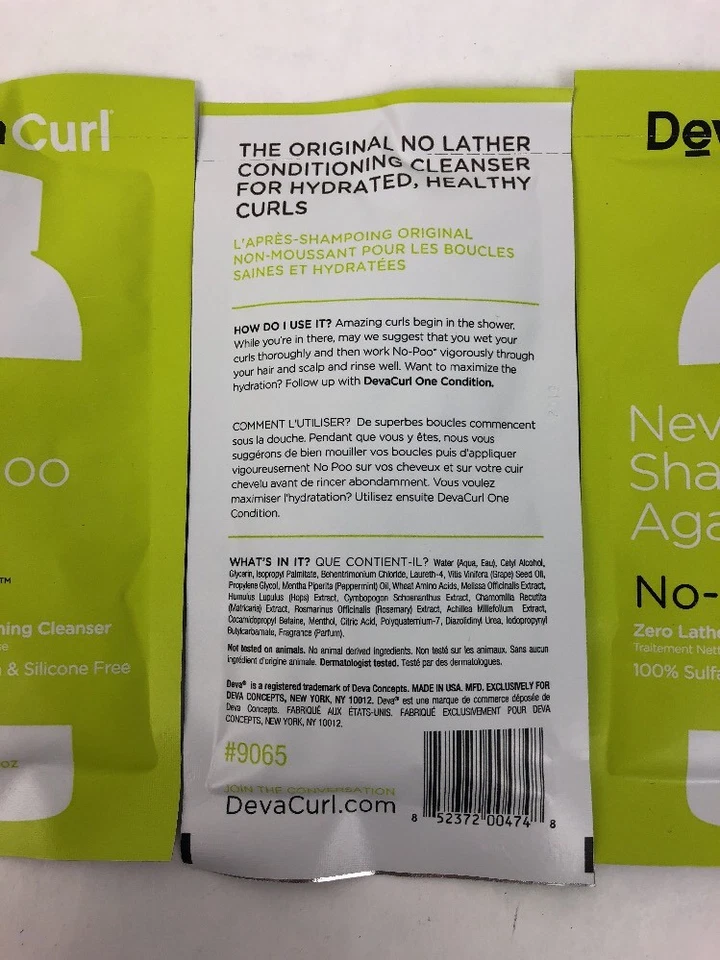 a Curl
oo
™
ning Cleanser
se
& Silicone Free
oz
THE ORIGINAL NO LATHER
CONDITIONING CLEANSER
FOR HYDRATED, HEALTHY
CURLS
L'APRÈS-SHAMPOING ORIGINAL
NON-MOUSSANT POUR LES BOUCLES
SAINES ET HYDRATÉES
HOW DO I USE IT? Amazing curls begin in the shower.
While you're in there, may we suggest that you wet your
curls thoroughly and then work No-Poo™ vigorously through
your hair and scalp and rinse well. Want to maximize the
hydration? Follow up with DevaCurl One Condition.
COMMENT L'UTILISER? De superbes boucles commencent
sous la douche. Pendant que vous y êtes, nous vous
suggérons de bien mouiller vos boucles puis d'appliquer
vigoureusement No Poo sur vos cheveux et sur votre cuir
chevelu avant de rincer abondamment. Vous voulez
maximiser l'hydratation? Utilisez ensuite DevaCurl One
Condition.
WHAT'S IN IT? QUE CONTIENT-IL? Water (Aqua, Eau), Cetyl Alcohol,
Glycerin, Isopropyl Palmitate, Behentrimonium Chloride, Laureth-4, Vitis Vinifera (Grape) Seed Oil,
Propylene Glycol, Mentha Piperita (Peppermint) Oil, Wheat Amino Acids, Melissa Officinalis Extract,
Humulus Lupulus (Hops) Extract, Cymbopogon Schoenanthus Extract, Chamomilla Recutita
(Matricaria) Extract, Rosmarinus Officinalis (Rosemary) Extract, Achillea Millefolium Extract,
Cocamidopropyl Betaine, Menthol, Citric Acid, Polyquaternium-7, Diazolidinyl Urea, Iodopropynyl
Butylcarbamate, Fragrance (Parfum).
Not tested on animals. No animal derived ingredients. Non testé sur les animaux. Sans aucun
ingrédient d'origine animale. Dermatologist tested. Testé par des dermatologues.
Deva® is a registered trademark of Deva Concepts. MADE IN USA. MFD. EXCLUSIVELY FOR
DEVA CONCEPTS, NEW YORK, NY 10012. Deva® est une marque de commerce déposée de
Deva Concepts. FABRIQUÉ AUX ÉTATS-UNIS. FABRIQUÉ EXCLUSIVEMENT POUR DEVA
CONCEPTS, NEW YORK, NY 10012.
#9065
JOIN THE CONVERSATION
DevaCurl.com
8 52372 00474 8
Dev
Nev
Sha
Aga
No-
Zero Lathe
Traitement Nett
100% Sulfa